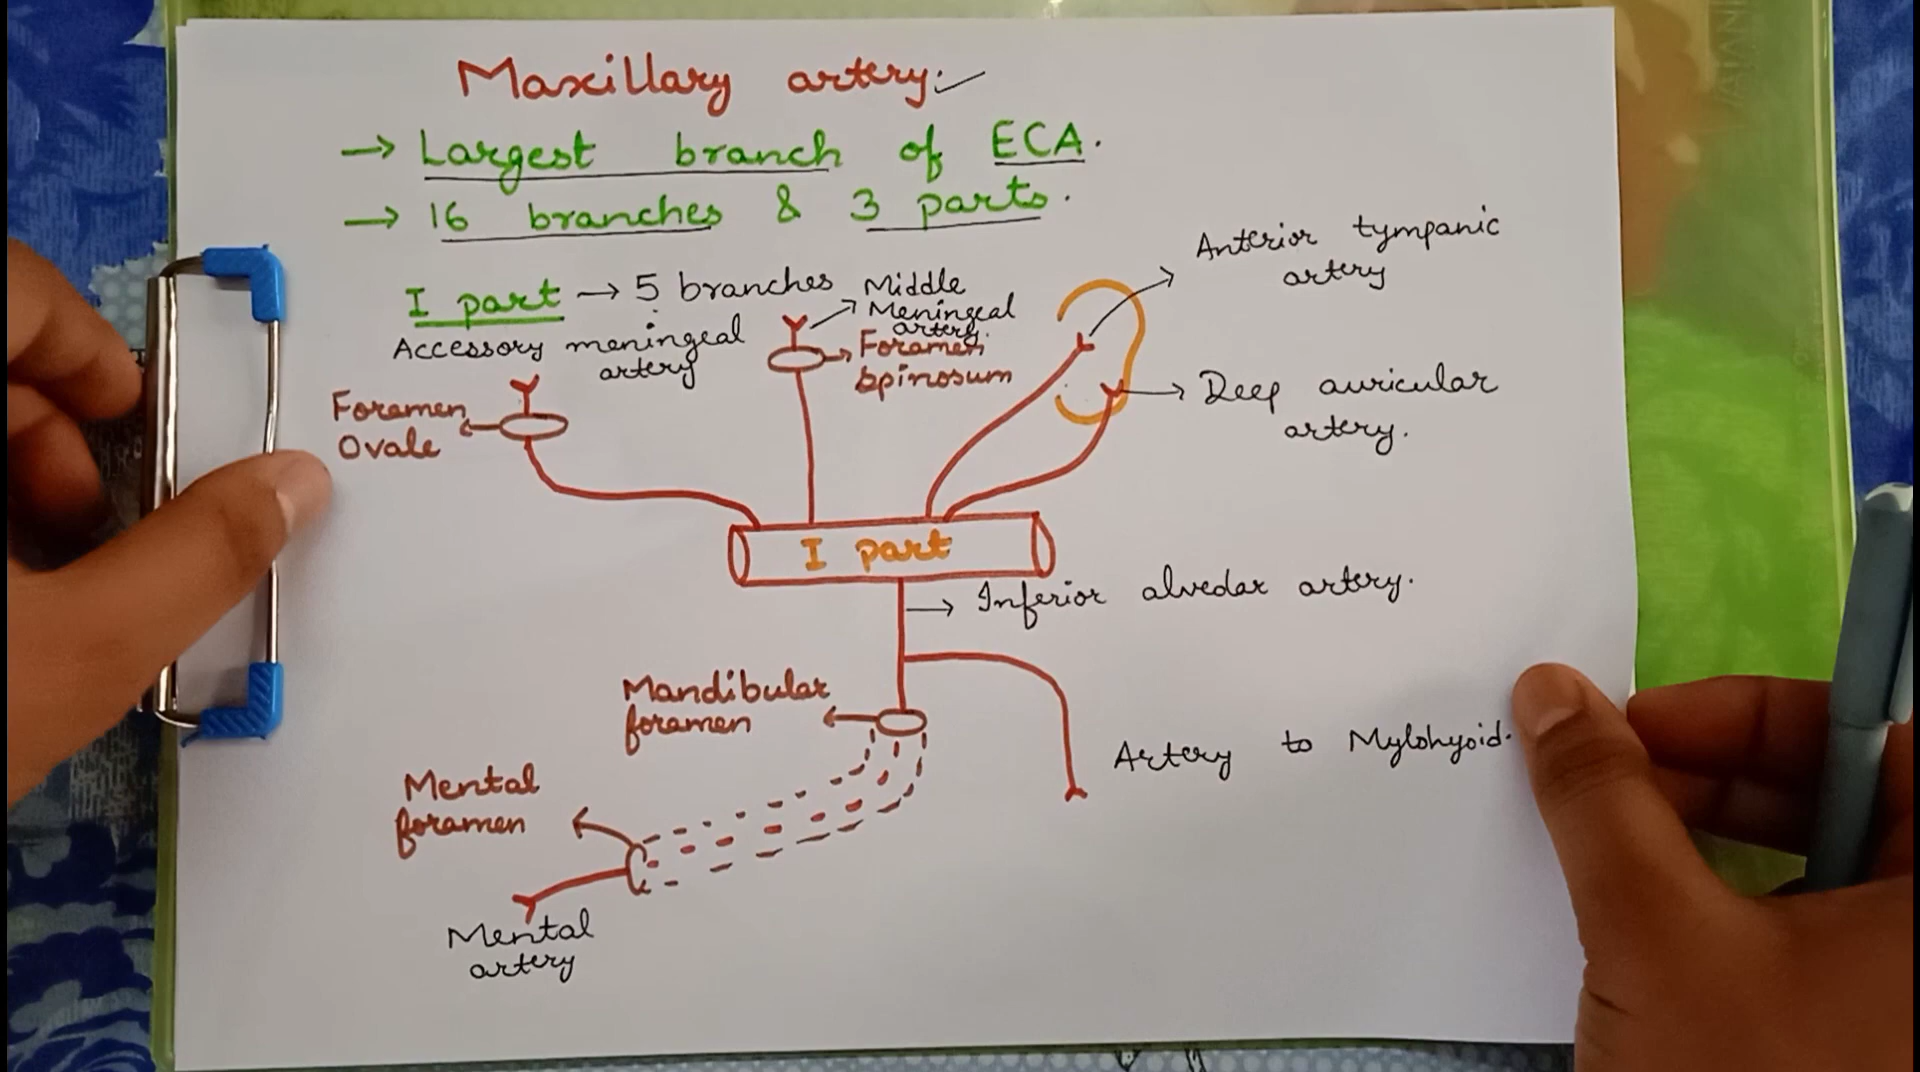 Maxillary artery.
→ Largest branch of ECA.
→ 16 branches & 3 parts.
I part → 5 branches
Accessory meningeal
artery
Middle
Meningeal
artery.
Foramen
Spinosum
Anterior tympanic
artery
Deep auricular
artery.
Foramen
Ovale
I part
Inferior alveolar artery.
Mandibular
foramen
Artery to Mylohyoid.
Mental
foramen
Mental
artery